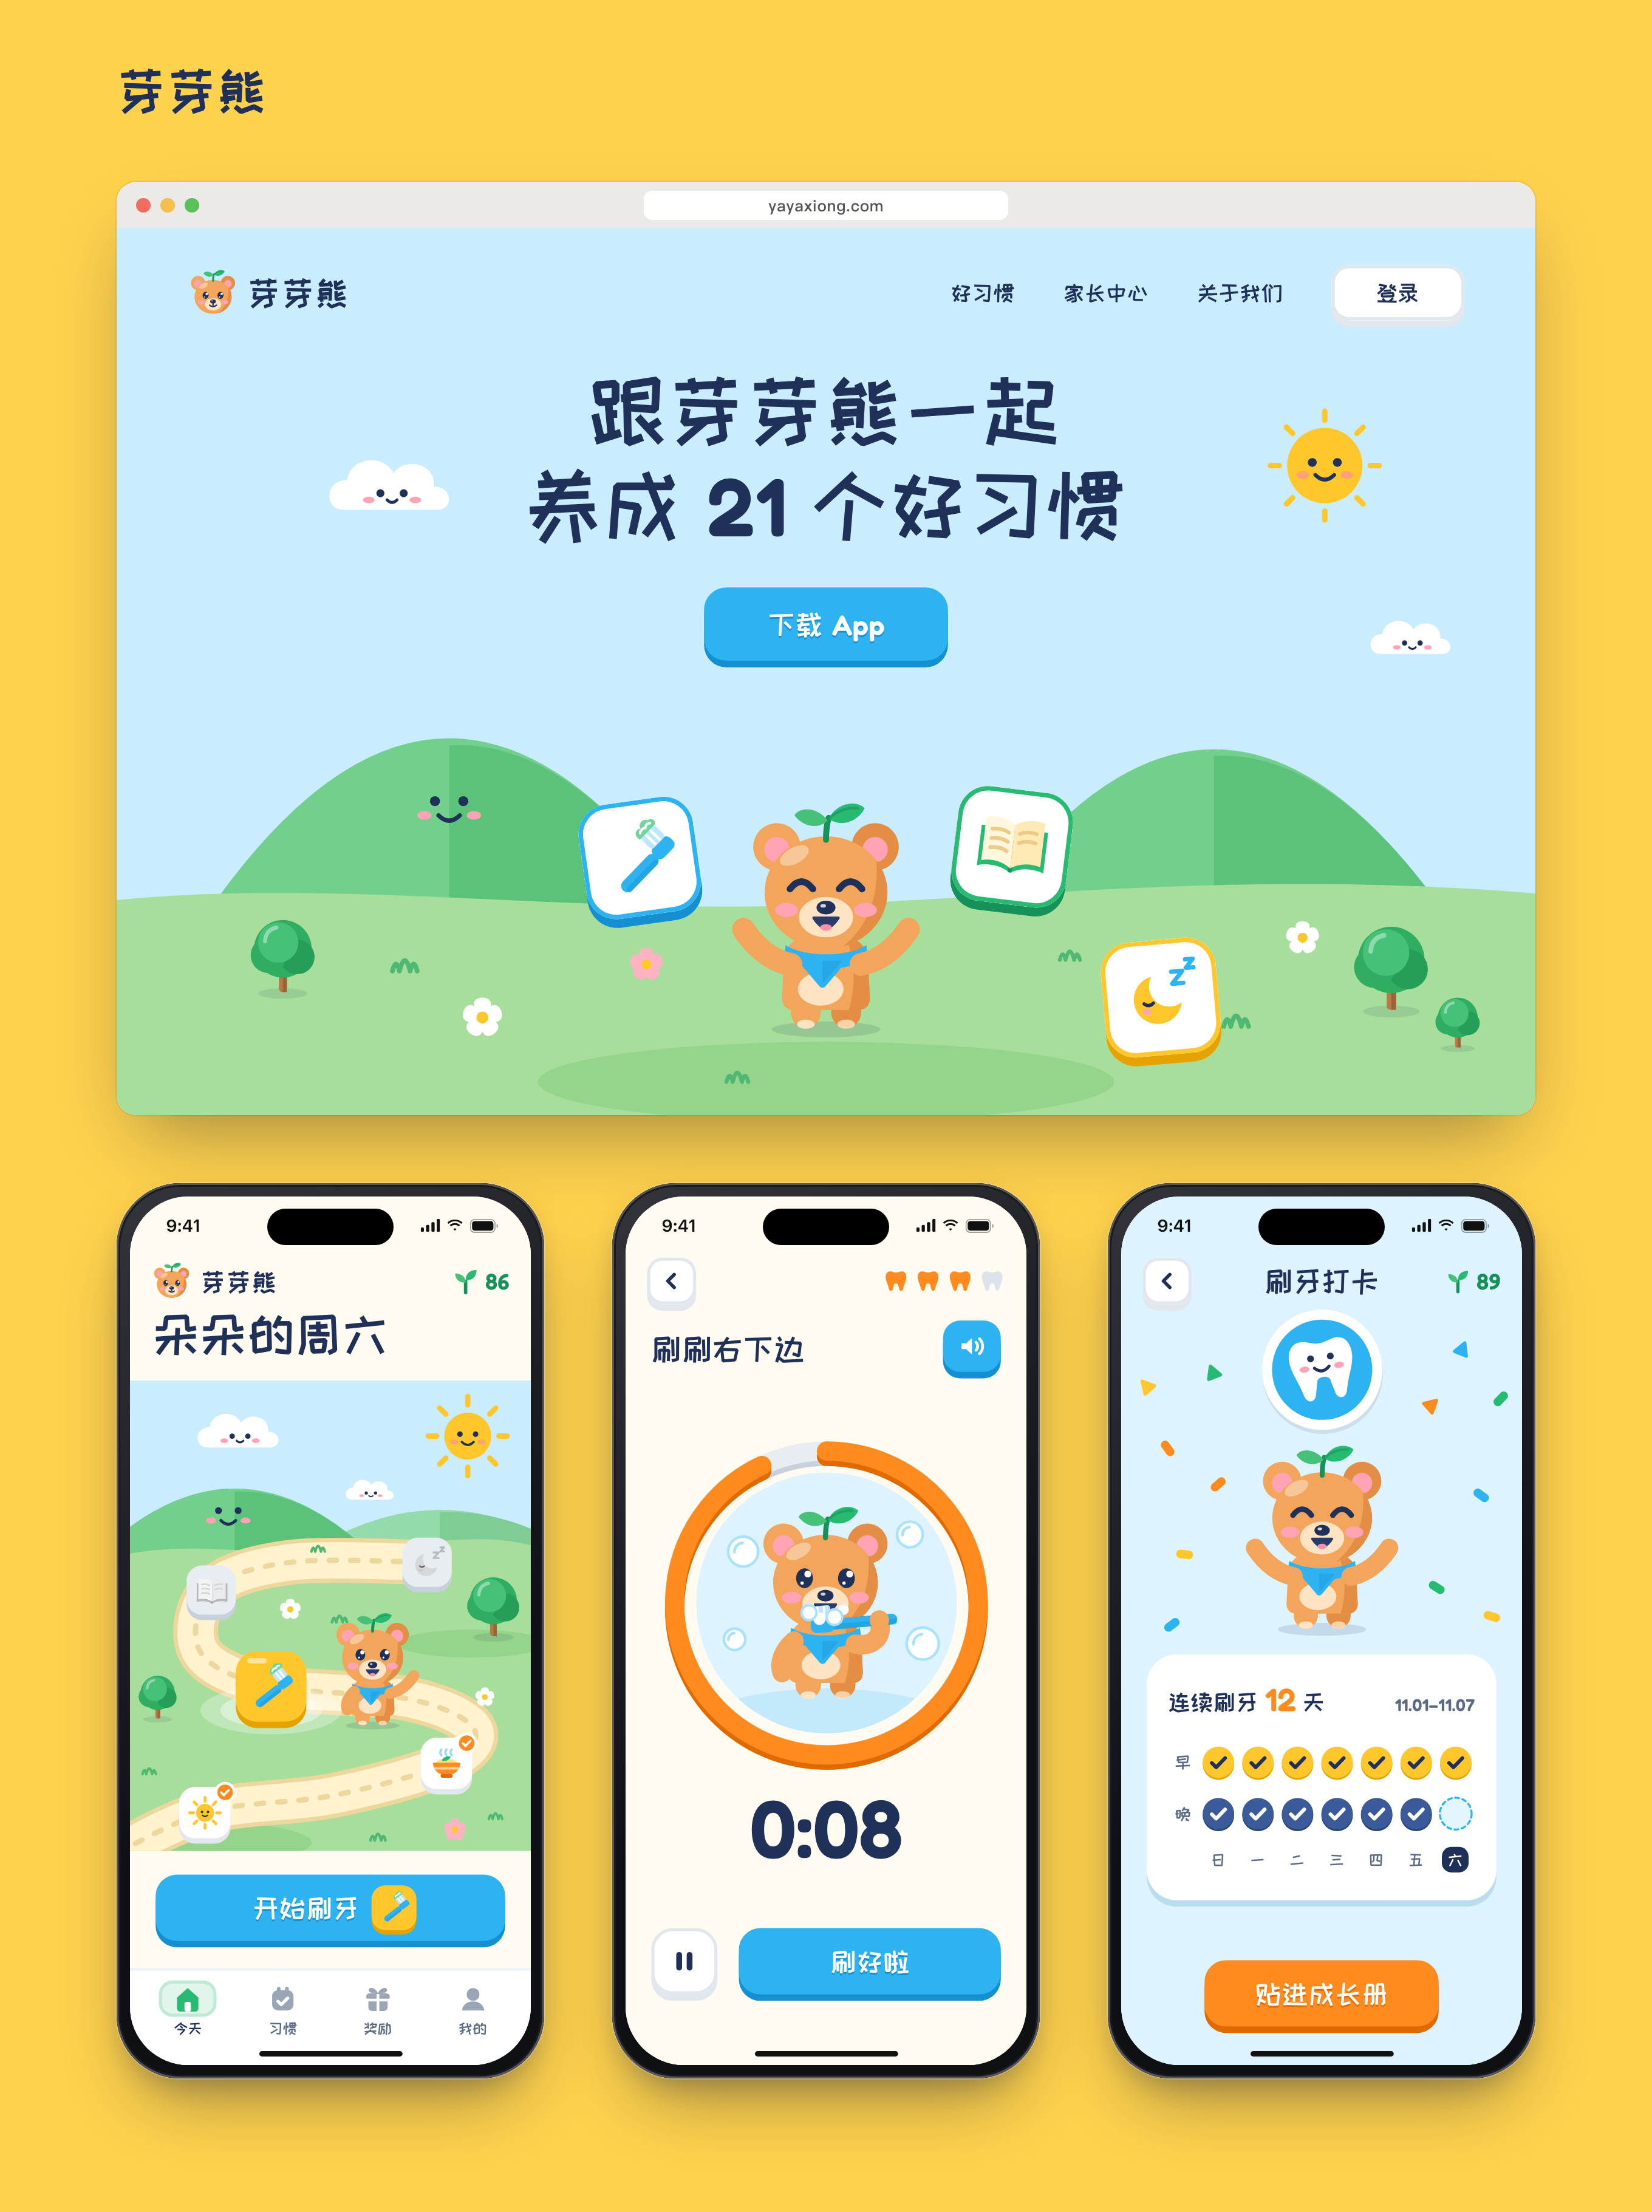 芽芽熊
yayaxiong.com
芽芽熊
好习惯 家长中心 关于我们 登录
跟芽芽熊一起
养成 21 个好习惯
下载 App
zz
9:41
芽芽熊 86
朵朵的周六
zz
开始刷牙
今天 习惯 奖励 我的
9:41
刷刷右下边
0:08
刷好啦
9:41
刷牙打卡 89
连续刷牙 12 天 11.01–11.07
早
晚
日 一 二 三 四 五 六
贴进成长册